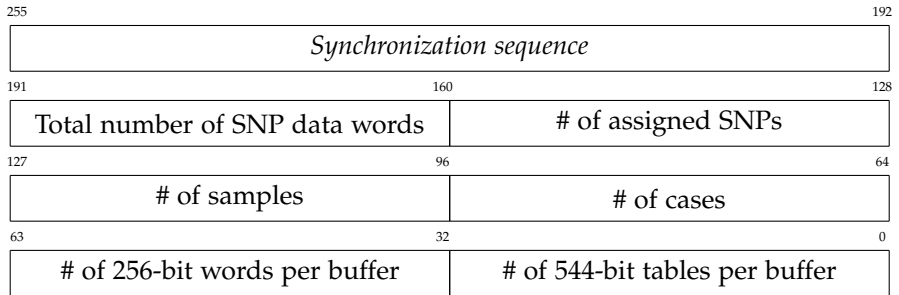 255 192
Synchronization sequence
191 160 128
Total number of SNP data words # of assigned SNPs
127 96 64
# of samples # of cases
63 32 0
# of 256-bit words per buffer # of 544-bit tables per buffer